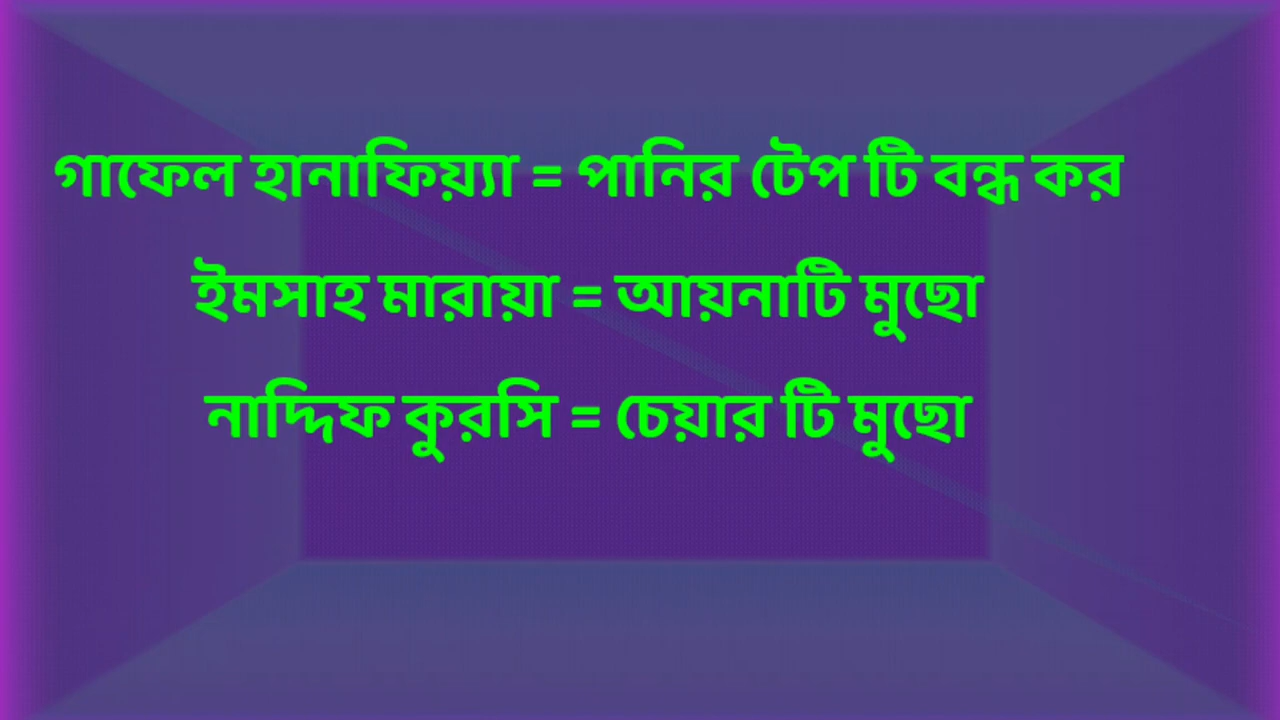 গাফেল হানাফিয়্যা = পানির টেপ টি বন্ধ কর
ইমসাহ মারায়া = আয়নাটি মুছো
নাদ্দিফ কুরসি = চেয়ার টি মুছো